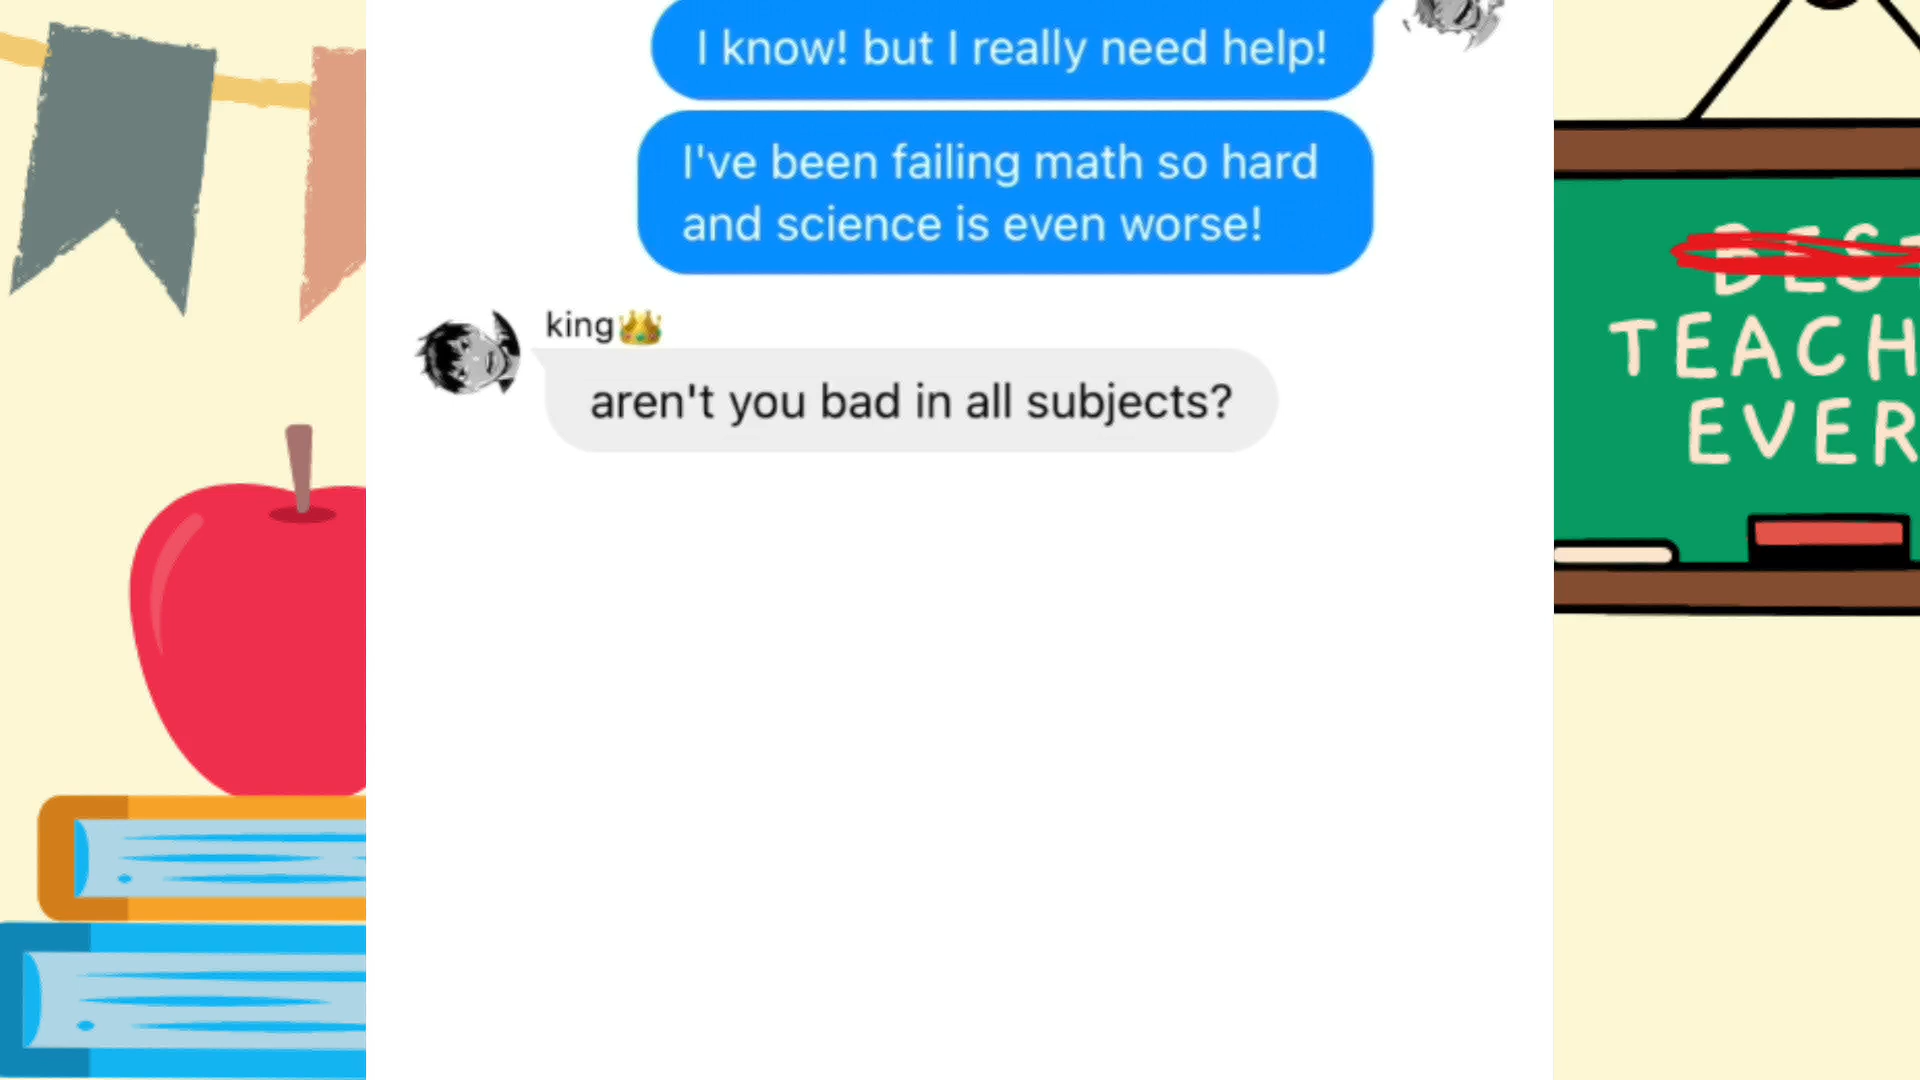 I know! but I really need help!
I've been failing math so hard
and science is even worse!
king👑
aren't you bad in all subjects?
BEST
TEACH
EVER